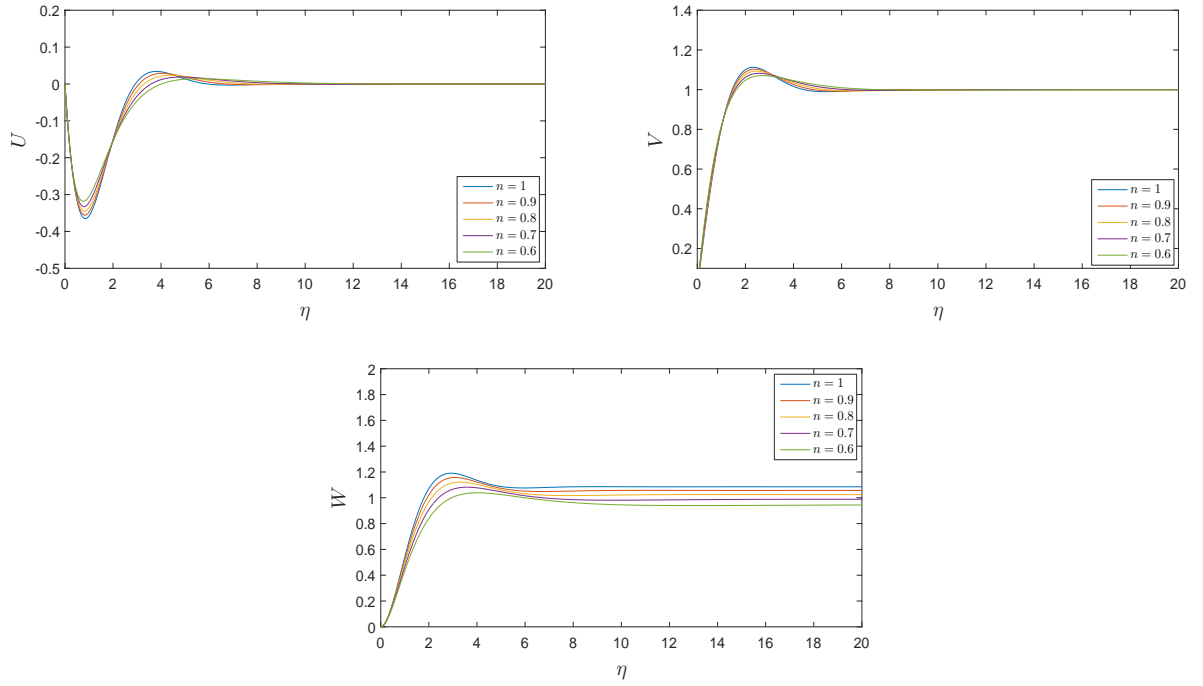 0.2
0.1
0
-0.1
-0.2
-0.3
-0.4
-0.5
U
0 2 4 6 8 10 12 14 16 18 20
η
n = 1
n = 0.9
n = 0.8
n = 0.7
n = 0.6
1.4
1.2
1
0.8
0.6
0.4
0.2
V
0 2 4 6 8 10 12 14 16 18 20
η
n = 1
n = 0.9
n = 0.8
n = 0.7
n = 0.6
2
1.8
1.6
1.4
1.2
1
0.8
0.6
0.4
0.2
0
W
0 2 4 6 8 10 12 14 16 18 20
η
n = 1
n = 0.9
n = 0.8
n = 0.7
n = 0.6